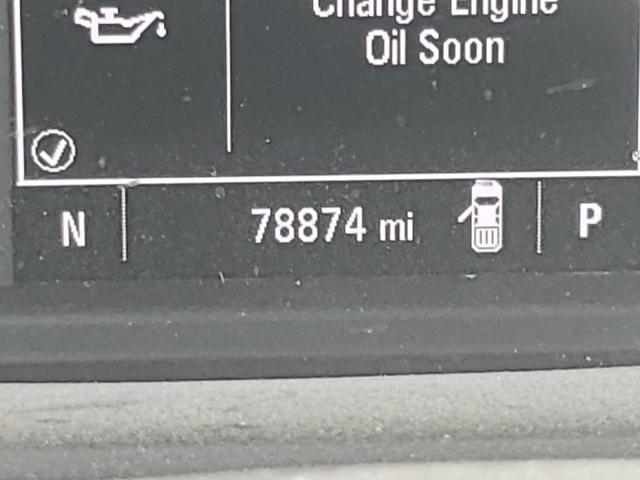 Change Engine
Oil Soon
N
78874 mi
P